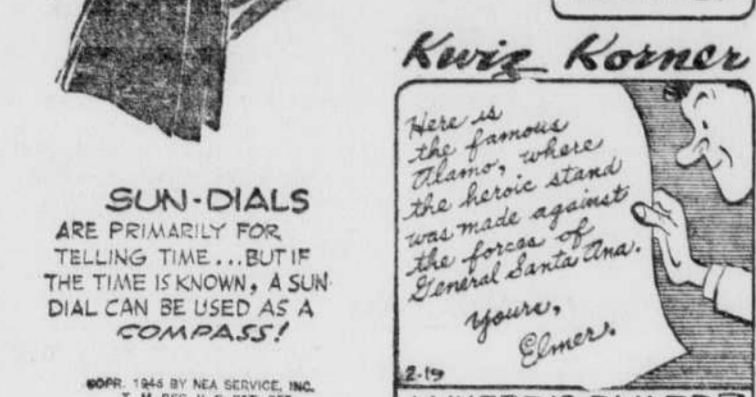 SUN-DIALS
ARE PRIMARILY FOR
TELLING TIME...BUT IF
THE TIME IS KNOWN, A SUN-
DIAL CAN BE USED AS A
COMPASS!
©OPR. 1946 BY NEA SERVICE, INC.
Kwiz Korner
Here is
the famous
Alamo, where
the heroic stand
was made against
the forces of
General Santa Ana.
Yours,
Elmer.
2-19